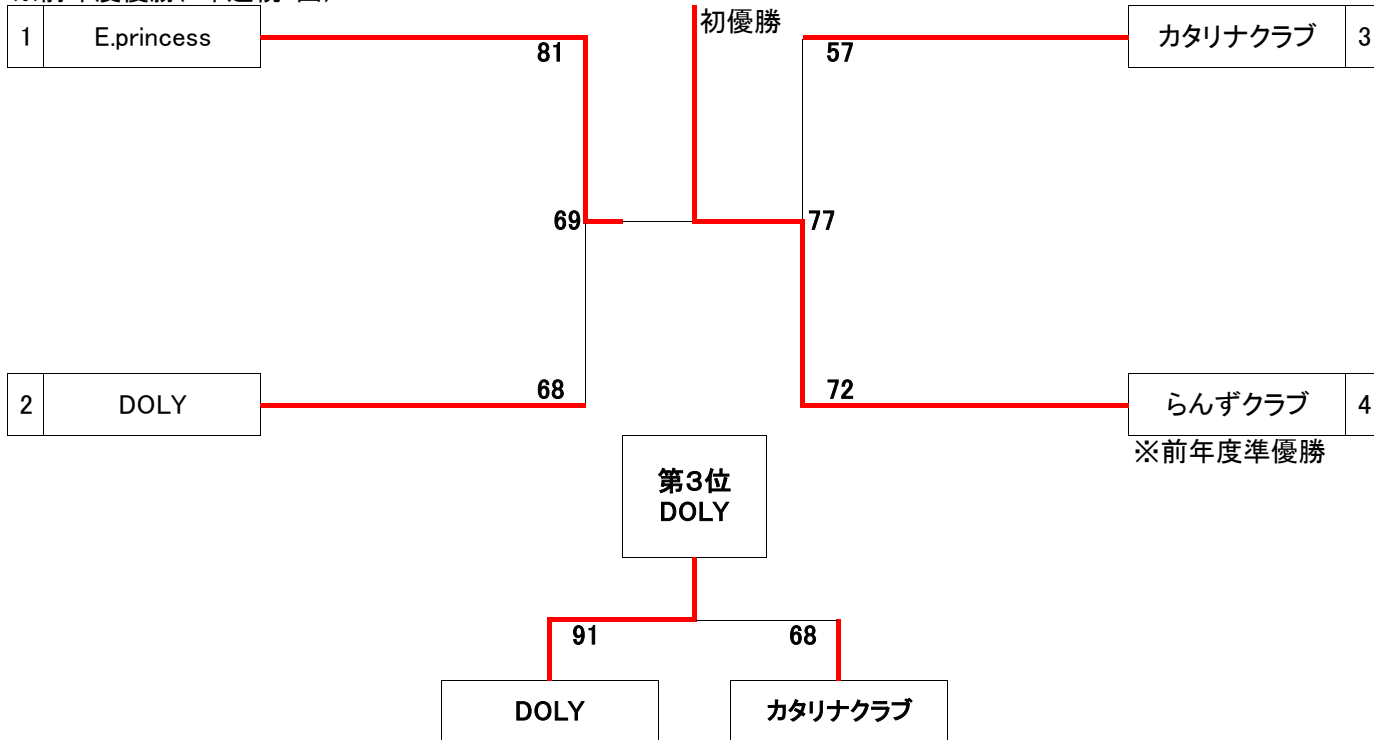 初優勝
1 E.princess
81
57
カタリナクラブ 3
69
77
2 DOLY
68
72
らんずクラブ 4
※前年度準優勝
第3位
DOLY
91
68
DOLY
カタリナクラブ